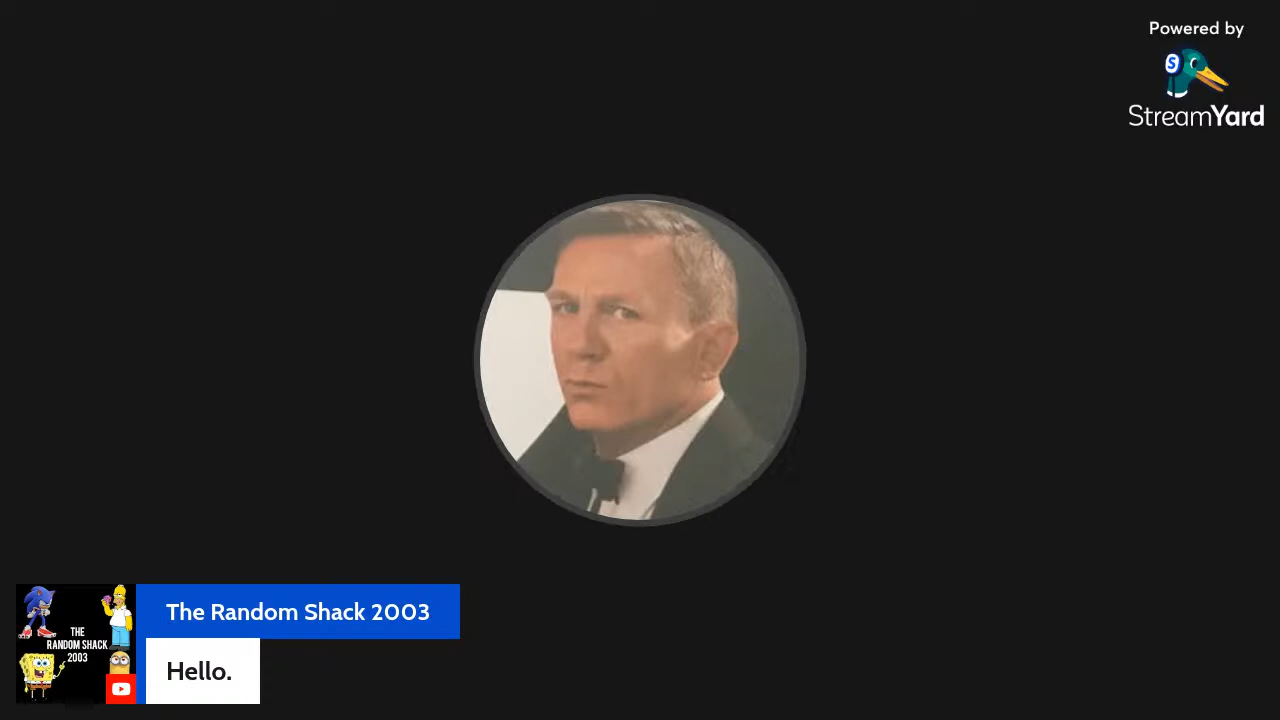 Powered by
S
StreamYard
The Random Shack 2003
THE
RANDOM SHACK
2003
Hello.